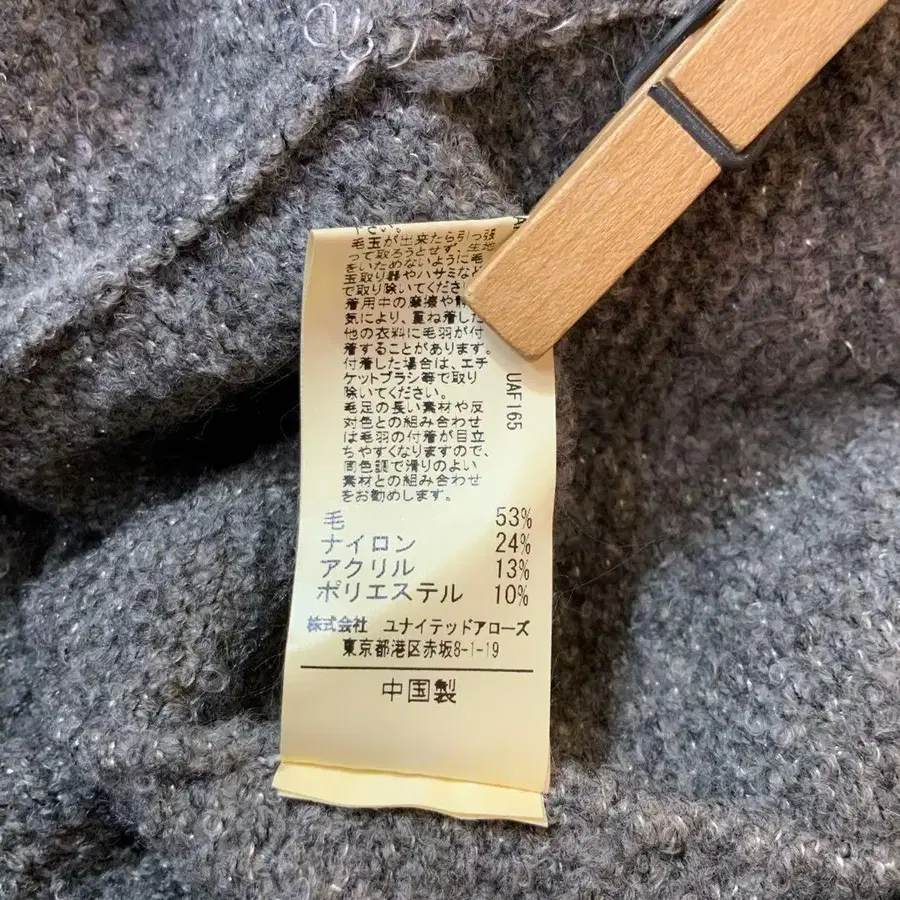 下さい。
毛玉が出来たら引っ張
って取ろうとせず、生地
をいためないように毛
玉取り器やハサミなど
で取り除いてくださ
着用中の摩擦や静
気により、重ね着した
他の衣料に毛羽が付
着することがあります。
付着した場合は、エチ
ケットブラシ等で取り
除いてください。
毛足の長い素材や反
対色との組み合わせ
は毛羽の付着が目立
ちやすくなりますので、
同色調で滑りのよい
素材との組み合わせ
をお勧めします。
UAF165
毛 53%
ナイロン 24%
アクリル 13%
ポリエステル 10%
株式会社 ユナイテッドアローズ
東京都港区赤坂8-1-19
中国製